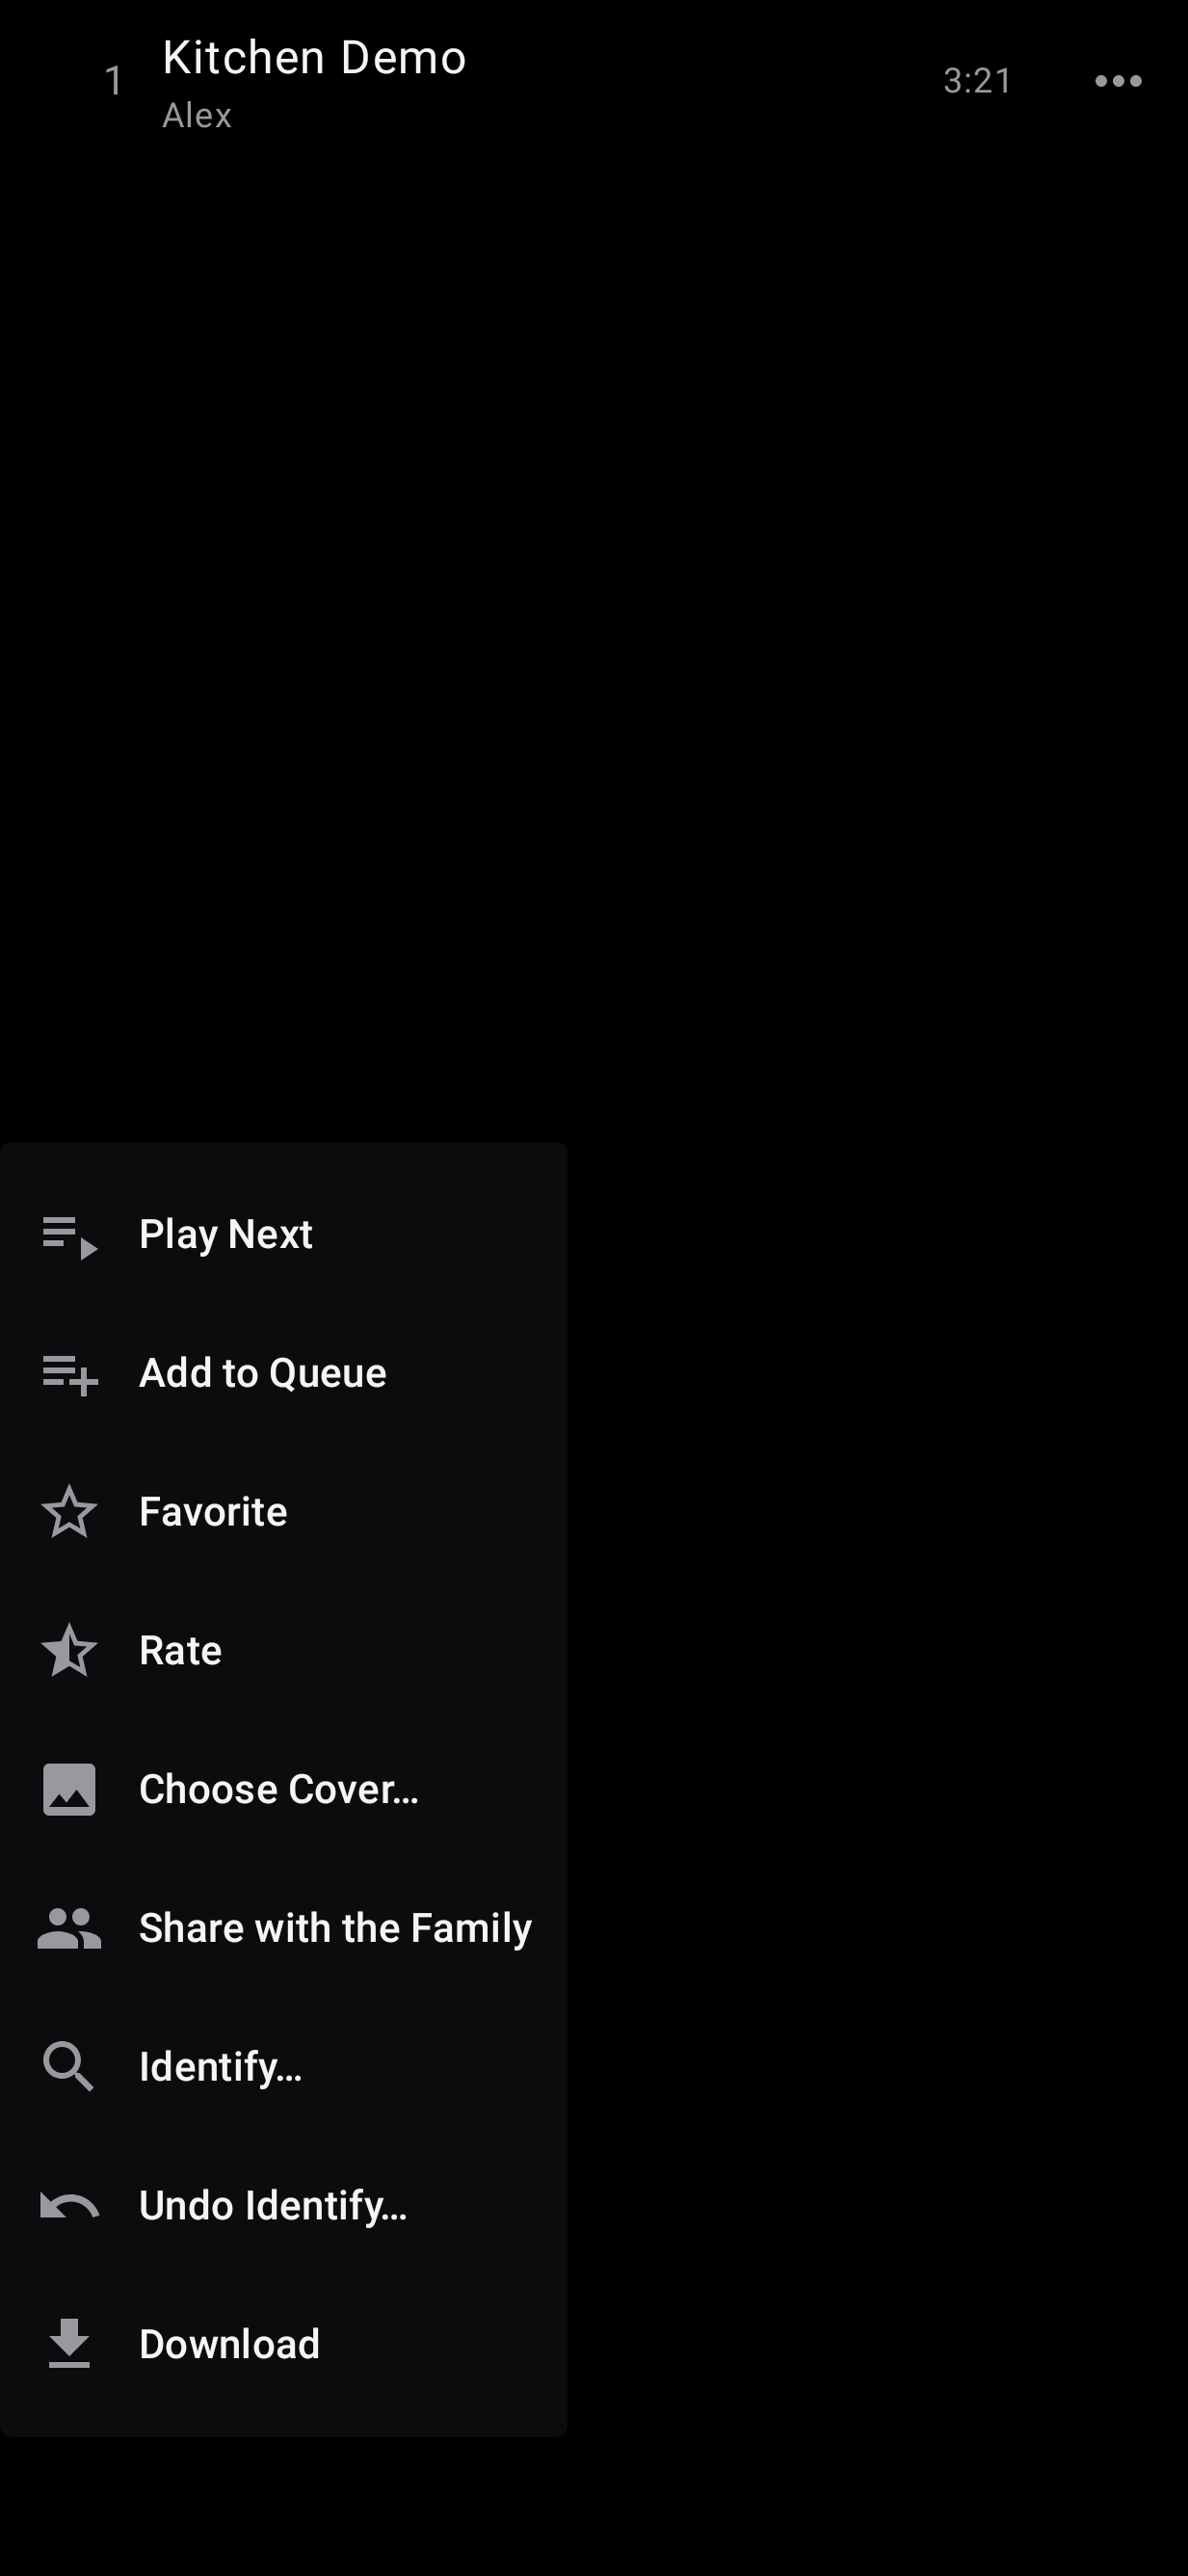 1
Kitchen Demo
Alex
3:21
Play Next
Add to Queue
Favorite
Rate
Choose Cover…
Share with the Family
Identify…
Undo Identify…
Download